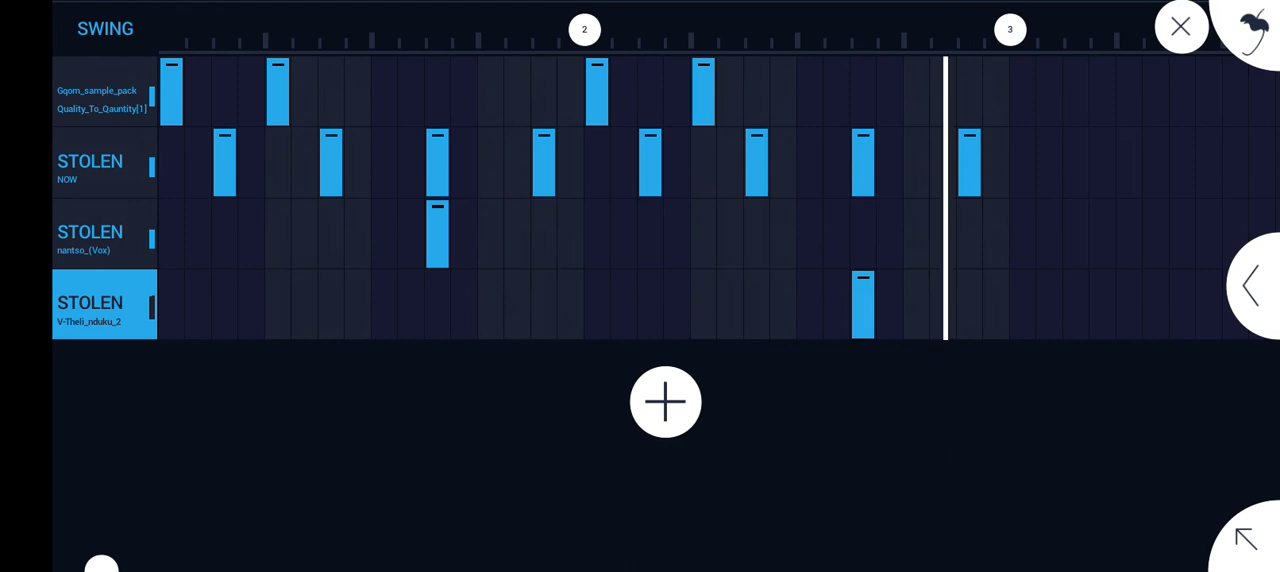 SWING
2
3
Gqom_sample_pack
Quality_To_Qauntity[1]
STOLEN
NOW
STOLEN
nantso_(Vox)
STOLEN
V-Theli_nduku_2